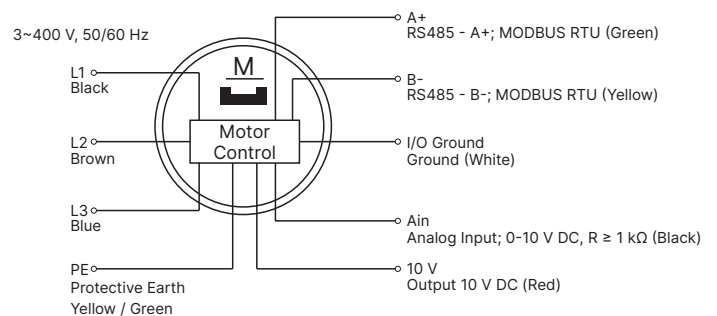 3~400 V, 50/60 Hz
L1
Black
L2
Brown
L3
Blue
PE
Protective Earth
Yellow / Green
M
Motor
Control
A+
RS485 - A+; MODBUS RTU (Green)
B-
RS485 - B-; MODBUS RTU (Yellow)
I/O Ground
Ground (White)
Ain
Analog Input; 0-10 V DC, R ≥ 1 kΩ (Black)
10 V
Output 10 V DC (Red)